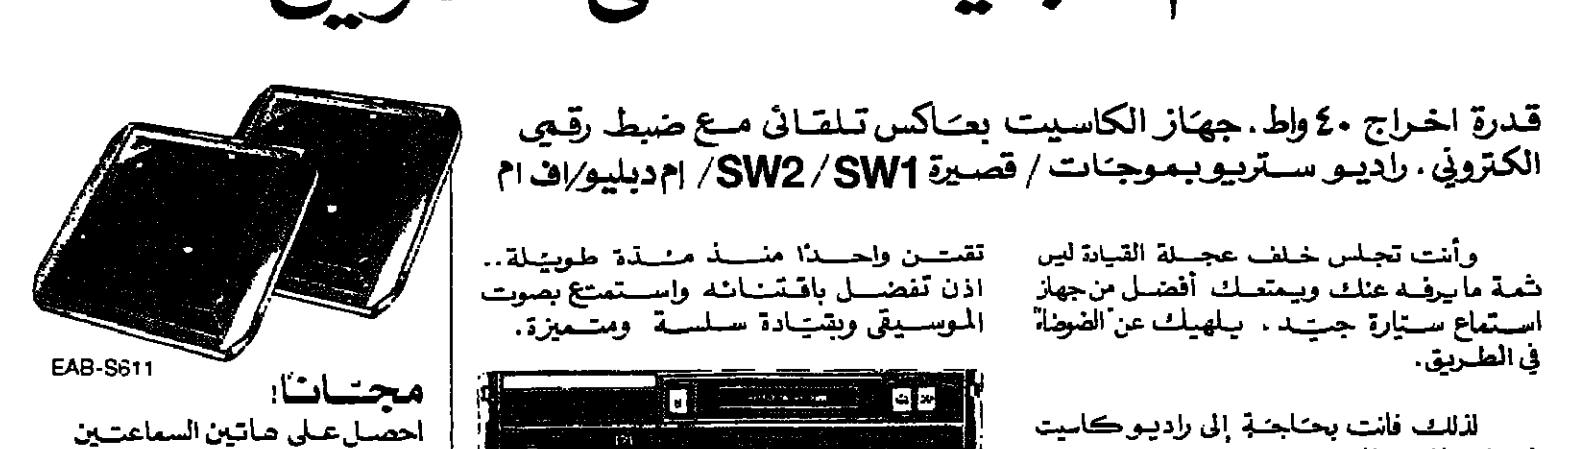 قدرة اخراج ٤٠ واط. جهاز الكاسيت بعاكس تلقائى مع ضبط رقمي
الكتروني. راديو ستريو بموجات / قصيرة SW2/SW1 / ام دبليو/اف ام
وأنت تجلس خلف عجلة القيادة ليس
ثمة ما يرفه عنك ويمتعك أفضل من جهاز
استماع سيارة جيد. يلهيك عن "الضوضاء"
في الطريق.
لذلك فانت بحاجة إلى راديو كاسيت
تقتن واحدا منذ مدة طويلة..
اذن تفضل باقتنائه واستمتع بصوت
الموسيقى وبقيادة سلسة ومتميزة.
EAB-S611
مجانا!
احصل على هاتين السماعتين